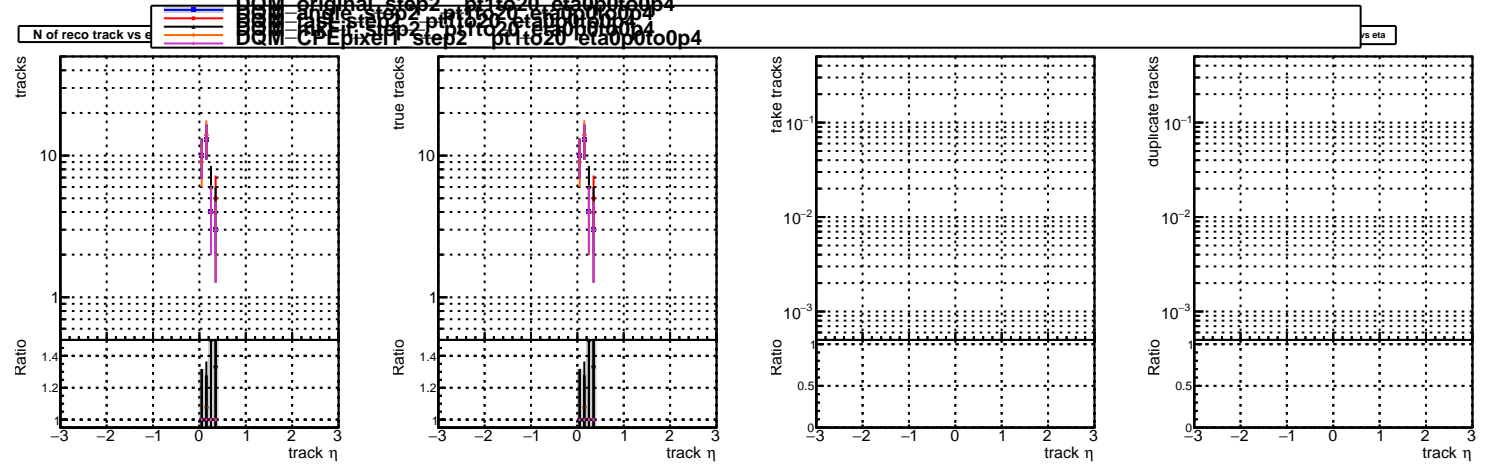 DQM_original_step2__pt1to20_eta0p0to0p4
DQM_CPEpixel1_step2__pt1to20_eta0p0to0p4
N of reco track vs e
vs eta
tracks
10
1
Ratio
1.4
1.2
1
−3 −2 −1 0 1 2 3
track η
true tracks
10
1
Ratio
1.4
1.2
1
−3 −2 −1 0 1 2 3
track η
fake tracks
10−1
10−2
10−3
Ratio
1
0.5
0
−3 −2 −1 0 1 2 3
track η
duplicate tracks
10−1
10−2
10−3
Ratio
1
0.5
0
−3 −2 −1 0 1 2 3
track η